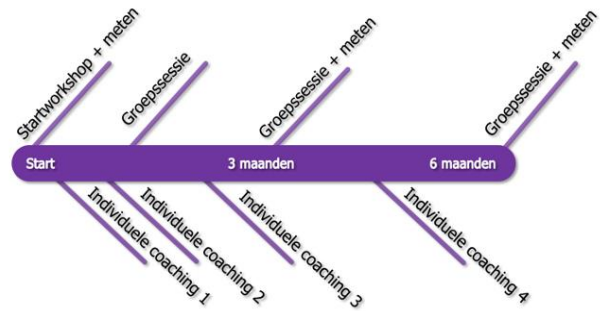 Startworkshop + meten
Groepssessie
Groepssessie + meten
Groepssessie + meten
Start
3 maanden
6 maanden
Individuele coaching 1
Individuele coaching 2
Individuele coaching 3
Individuele coaching 4